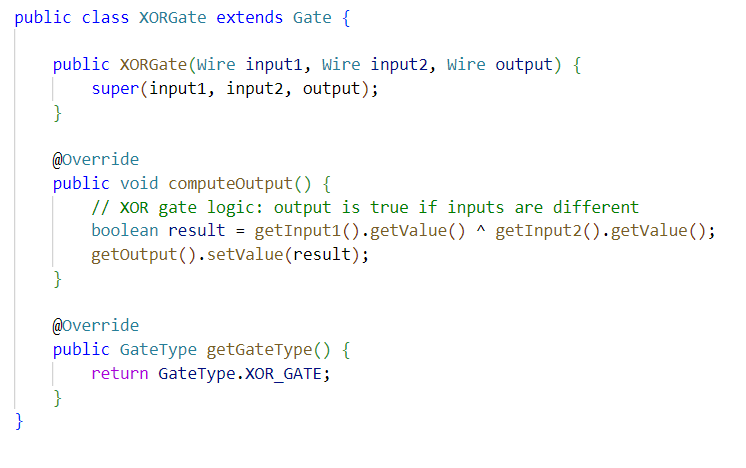 public class XORGate extends Gate {
public XORGate(Wire input1, Wire input2, Wire output) {
super(input1, input2, output);
}
@Override
public void computeOutput() {
// XOR gate logic: output is true if inputs are different
boolean result = getInput1().getValue() ^ getInput2().getValue();
getOutput().setValue(result);
}
@Override
public GateType getGateType() {
return GateType.XOR_GATE;
}
}